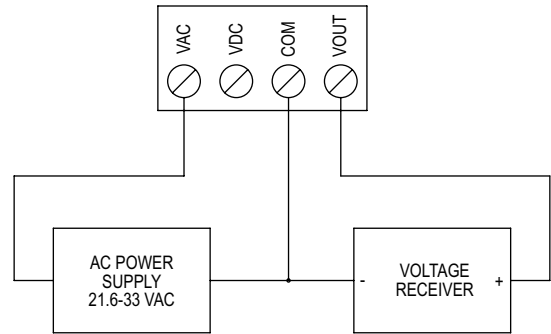 VAC
VDC
COM
VOUT
AC POWER
SUPPLY
21.6-33 VAC
-
VOLTAGE
RECEIVER
+